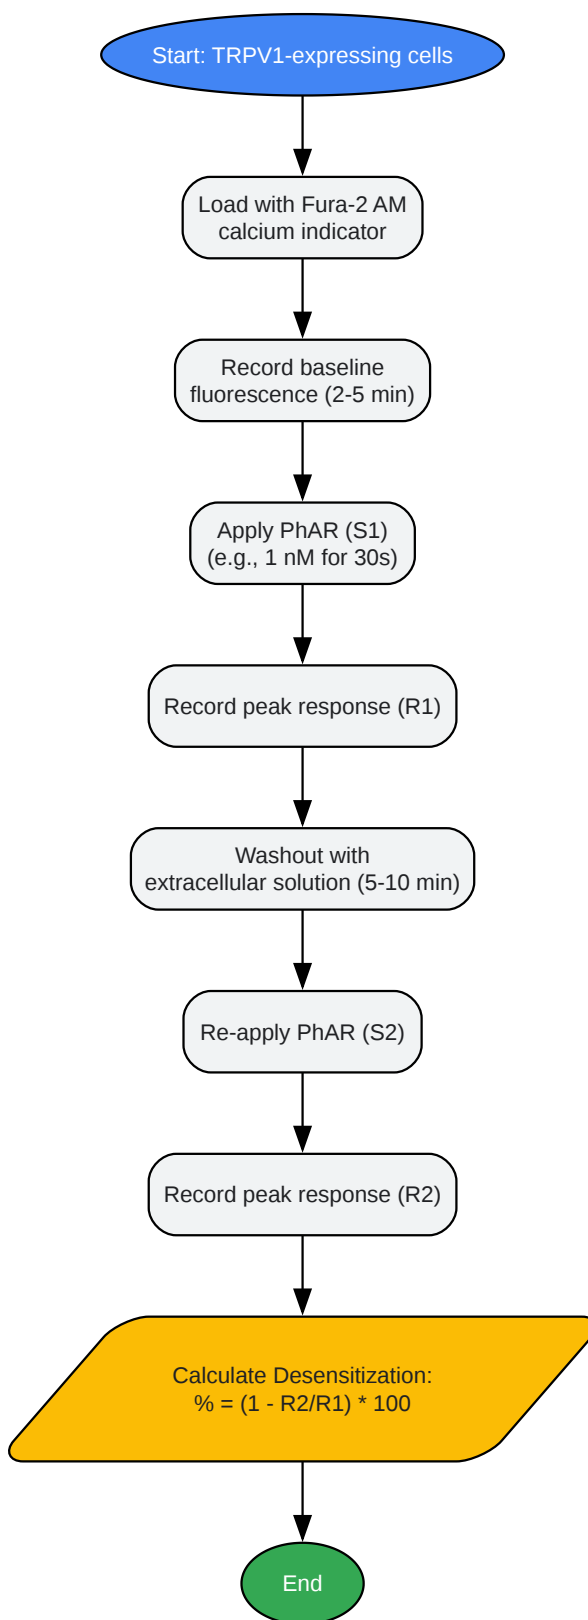 Start: TRPV1-expressing cells
Load with Fura-2 AM
calcium indicator
Record baseline
fluorescence (2-5 min)
Apply PhAR (S1)
(e.g., 1 nM for 30s)
Record peak response (R1)
Washout with
extracellular solution (5-10 min)
Re-apply PhAR (S2)
Record peak response (R2)
Calculate Desensitization:
% = (1 - R2/R1) * 100
End